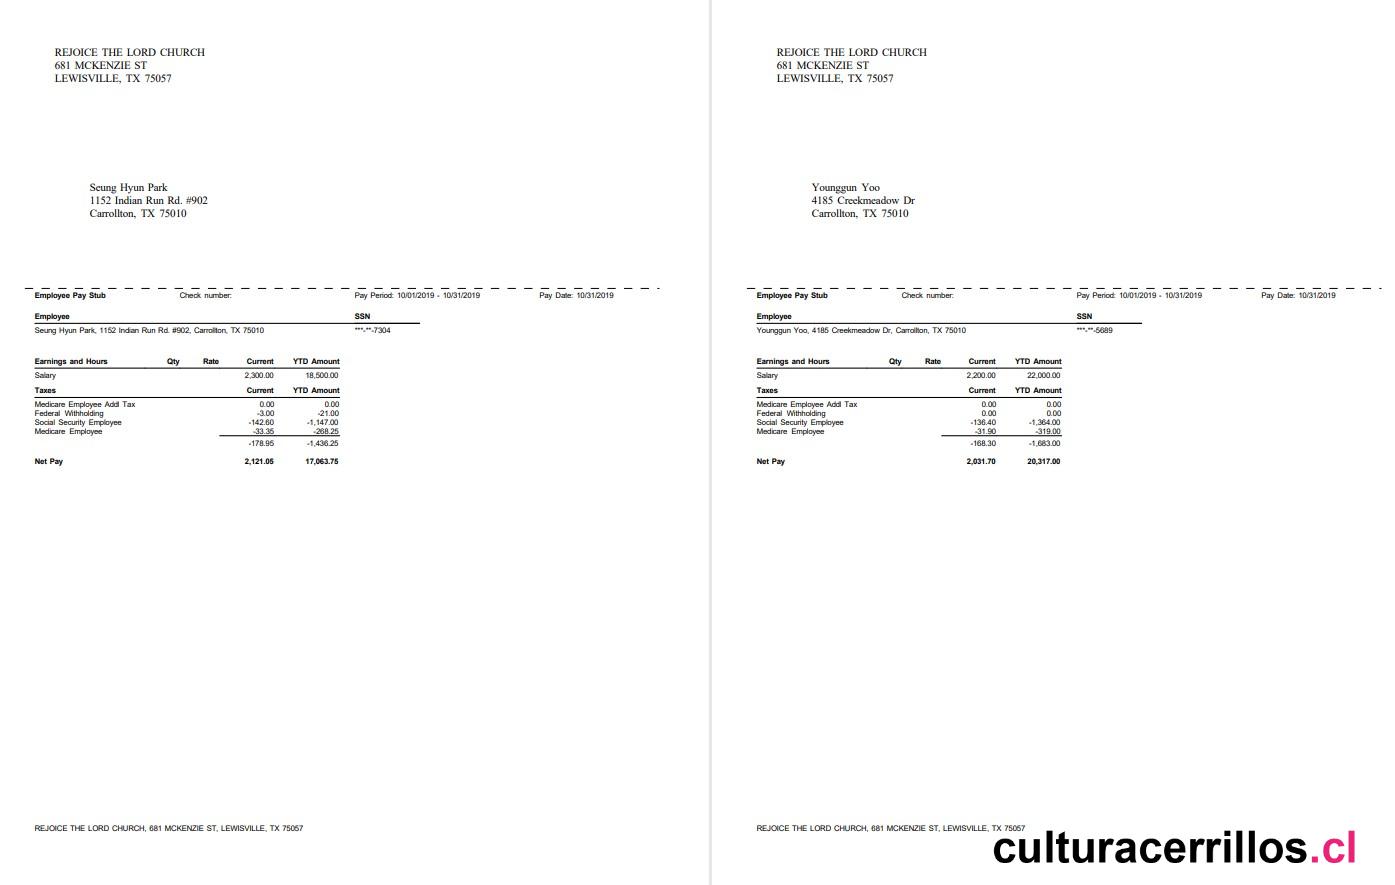 REJOICE THE LORD CHURCH
681 MCKENZIE ST
LEWISVILLE, TX 75057
Seung Hyun Park
1152 Indian Run Rd. #902
Carrollton, TX 75010
Employee Pay Stub Check number: Pay Period: 10/01/2019 - 10/31/2019 Pay Date: 10/31/2019
Employee SSN
Seung Hyun Park, 1152 Indian Run Rd. #902, Carrollton, TX 75010 ***-**-7304
Earnings and Hours Qty Rate Current YTD Amount
Salary 2,300.00 18,500.00
Taxes Current YTD Amount
Medicare Employee Addl Tax 0.00 0.00
Federal Withholding -3.00 -21.00
Social Security Employee -142.60 -1,147.00
Medicare Employee -33.35 -268.25
-178.95 -1,436.25
Net Pay 2,121.05 17,063.75
REJOICE THE LORD CHURCH, 681 MCKENZIE ST, LEWISVILLE, TX 75057
REJOICE THE LORD CHURCH
681 MCKENZIE ST
LEWISVILLE, TX 75057
Younggun Yoo
4185 Creekmeadow Dr
Carrollton, TX 75010
Employee Pay Stub Check number: Pay Period: 10/01/2019 - 10/31/2019 Pay Date: 10/31/2019
Employee SSN
Younggun Yoo, 4185 Creekmeadow Dr, Carrollton, TX 75010 ***-**-5689
Earnings and Hours Qty Rate Current YTD Amount
Salary 2,200.00 22,000.00
Taxes Current YTD Amount
Medicare Employee Addl Tax 0.00 0.00
Federal Withholding 0.00 0.00
Social Security Employee -136.40 -1,364.00
Medicare Employee -31.90 -319.00
-168.30 -1,683.00
Net Pay 2,031.70 20,317.00
REJOICE THE LORD CHURCH, 681 MCKENZIE ST, LEWISVILLE, TX 75057
culturacerrillos.cl